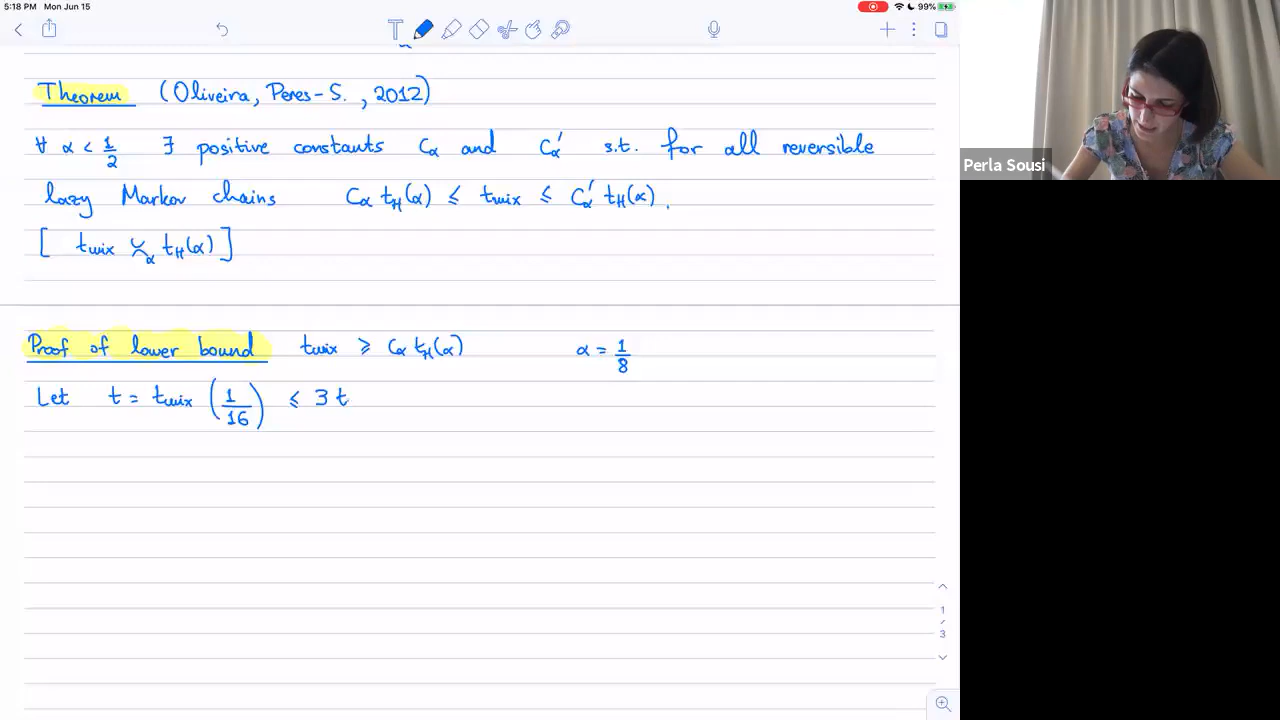 5:18 PM Mon Jun 15
99%
Theorem (Oliveira, Peres-S., 2012)
∀ α < 1/2 ∃ positive constants Cα and Cα' s.t. for all reversible
lazy Markov chains Cα tH(α) ≤ tmix ≤ Cα' tH(α).
[ tmix ≍α tH(α) ]
Proof of lower bound tmix ≥ Cα tH(α) α = 1/8
Let t = tmix (1/16) ≤ 3 t
1
/
3
Perla Sousi